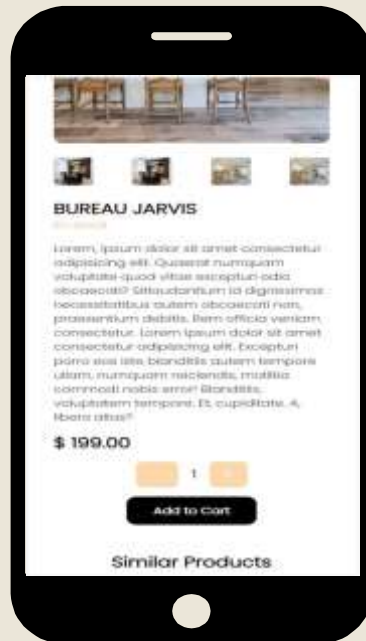 BUREAU JARVIS
Lorem, ipsum dolor sit amet consectetur
adipisicing elit. Quaerat numquam
voluptate quod vitae excepturi odio
obcaecati? Laudantium id dignissimos
necessitatibus autem obcaecati non,
praesentium debitis. Rem officia veniam
consectetur. Lorem ipsum dolor sit amet
consectetur adipisicing elit. Excepturi
porro eos iste blanditiis autem tempore
ullam, numquam reiciendis, mollitia
commodi nobis error? Blanditiis,
voluptatem tempore. Et, cupiditate. A,
libero alias?
$ 199.00
1
Add to Cart
Similar Products